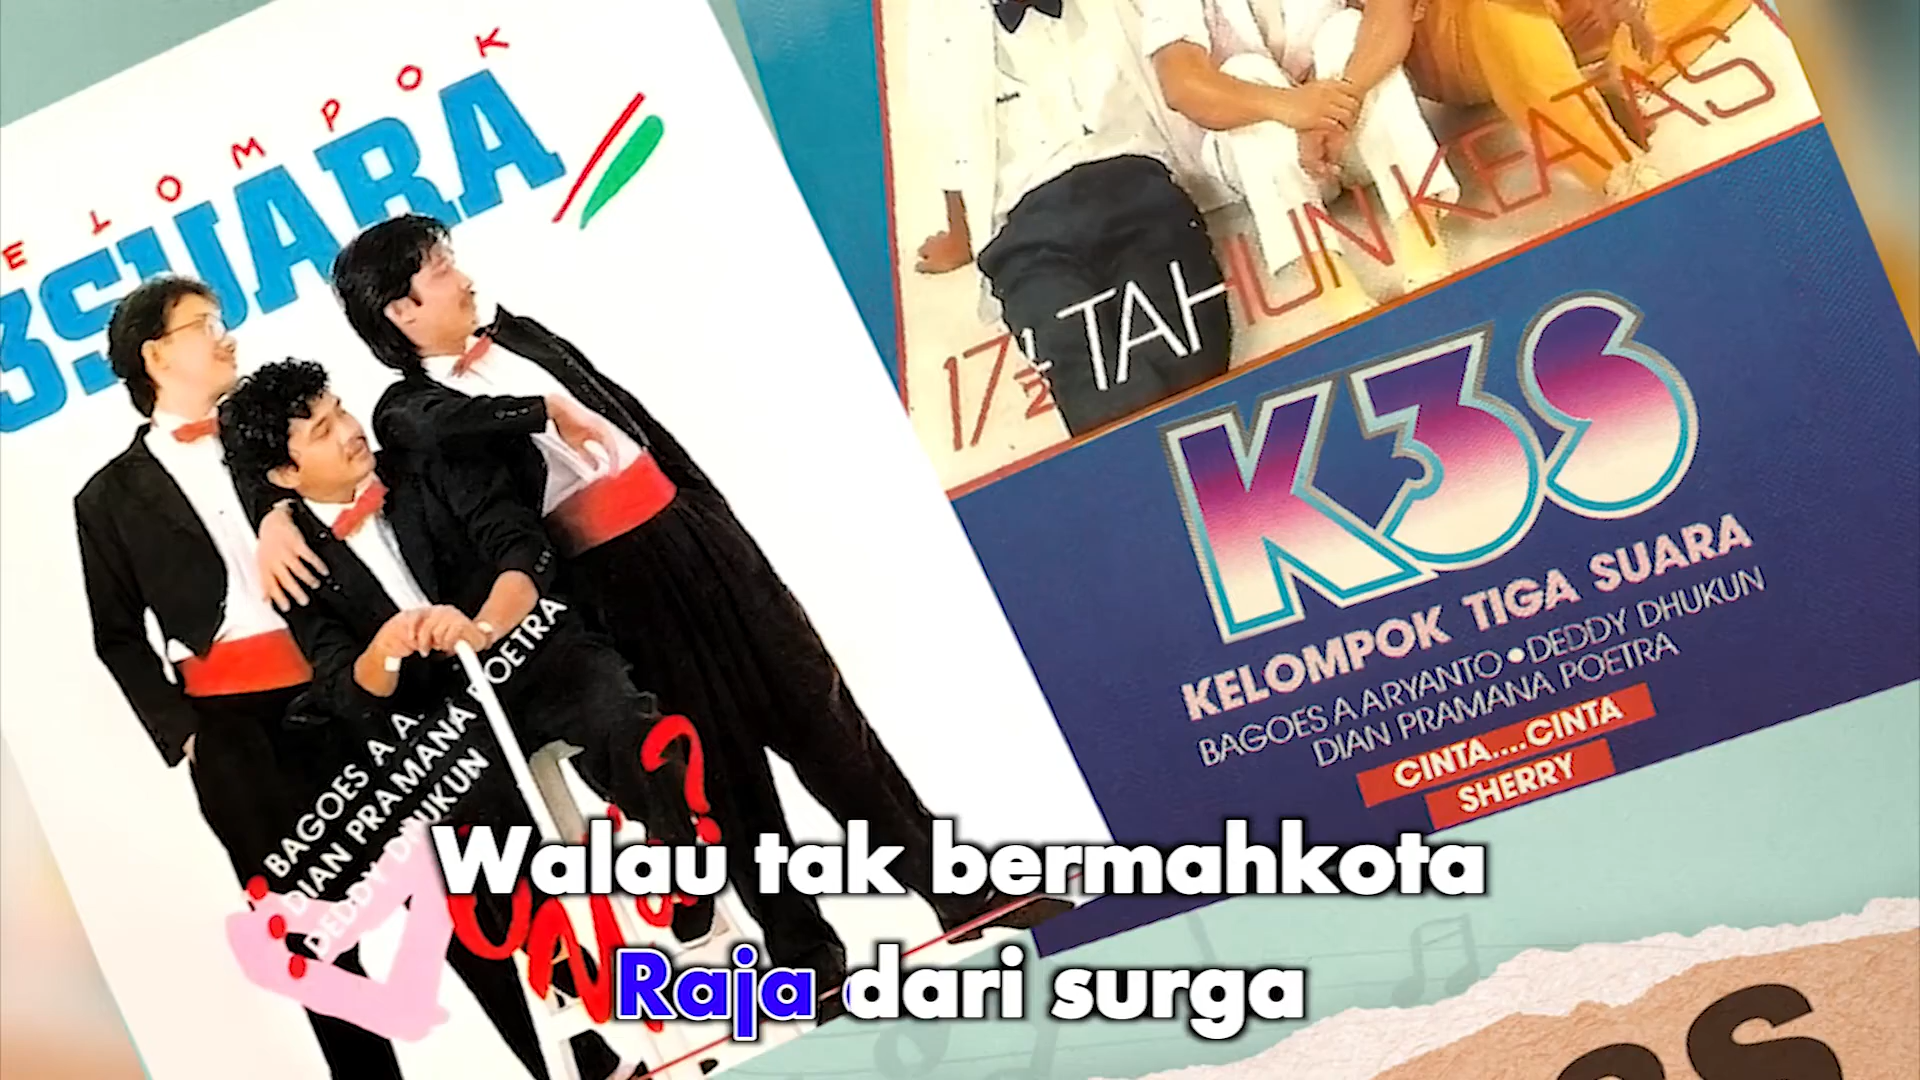 ELOMPOK
3SUARA
BAGOES A A.
DIAN PRAMANA POETRA
DEDDY DHUKUN
17½ TAHUN KEATAS
K3S
KELOMPOK TIGA SUARA
BAGOES A ARYANTO • DEDDY DHUKUN
DIAN PRAMANA POETRA
CINTA....CINTA
SHERRY
Walau tak bermahkota
Raja dari surga